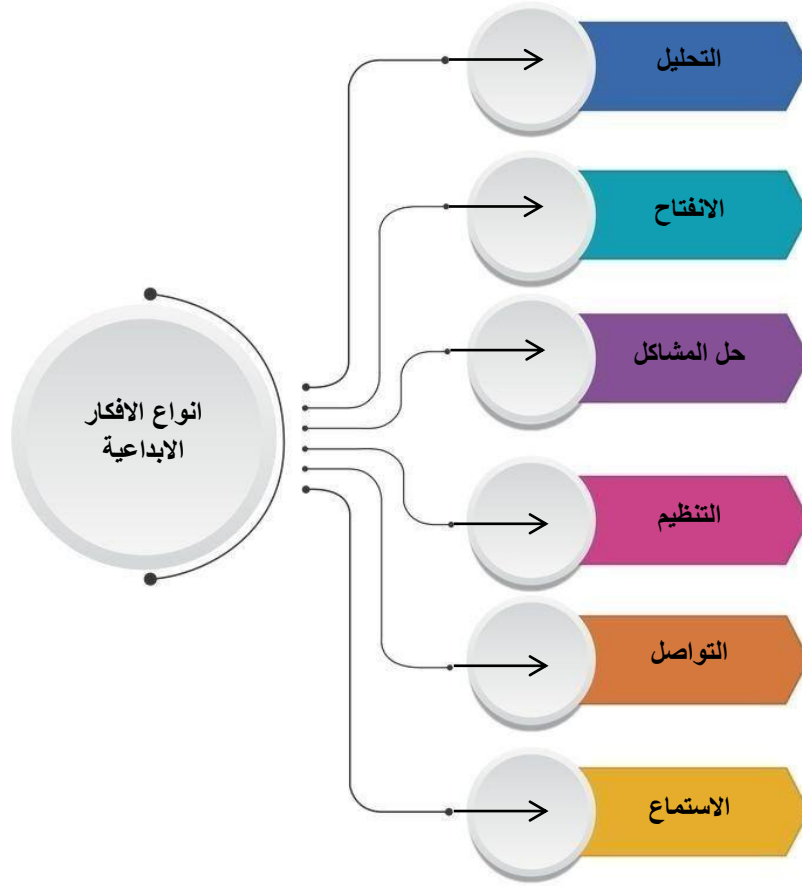 انواع الافكار
الابداعية
التحليل
الانفتاح
حل المشاكل
التنظيم
التواصل
الاستماع